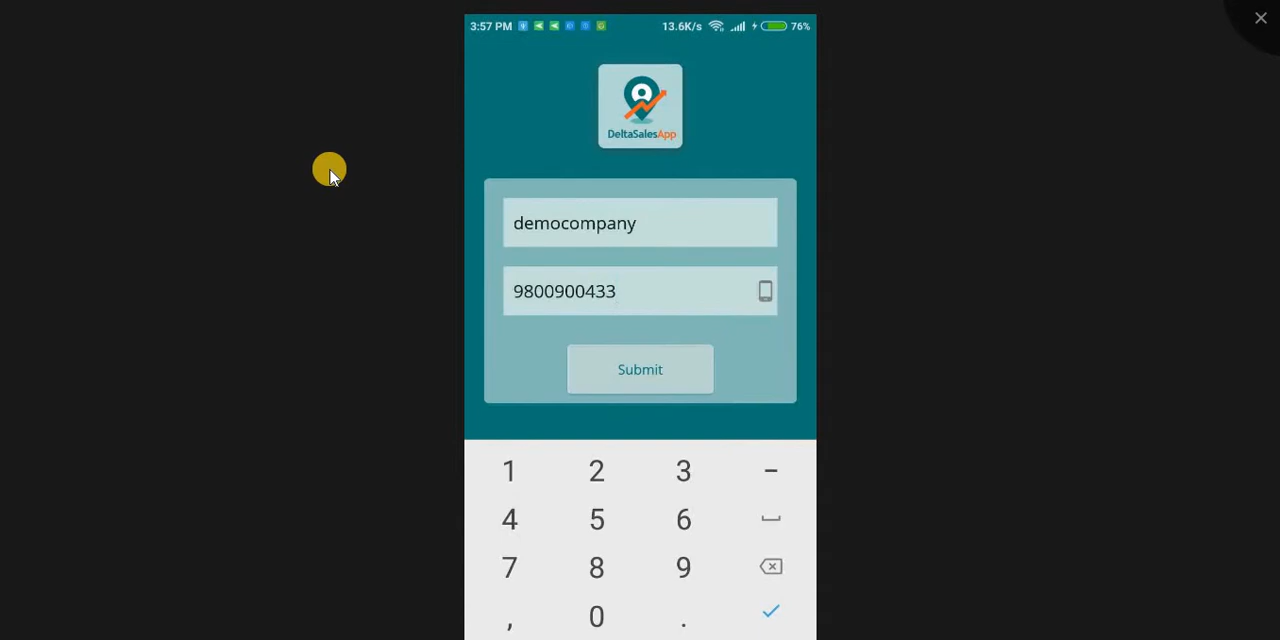 3:57 PM 13.6K/s 76%
DeltaSalesApp
democompany
9800900433
Submit
1 2 3 -
4 5 6
7 8 9
, 0 .